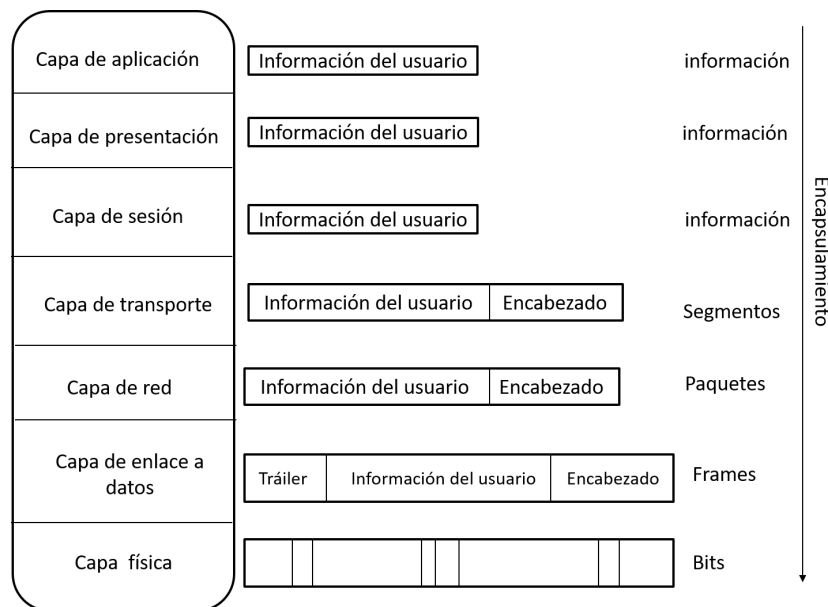 Capa de aplicación
Información del usuario
información
Capa de presentación
Información del usuario
información
Capa de sesión
Información del usuario
información
Capa de transporte
Información del usuario
Encabezado
Segmentos
Capa de red
Información del usuario
Encabezado
Paquetes
Capa de enlace a
datos
Tráiler
Información del usuario
Encabezado
Frames
Capa física
Bits
Encapsulamiento